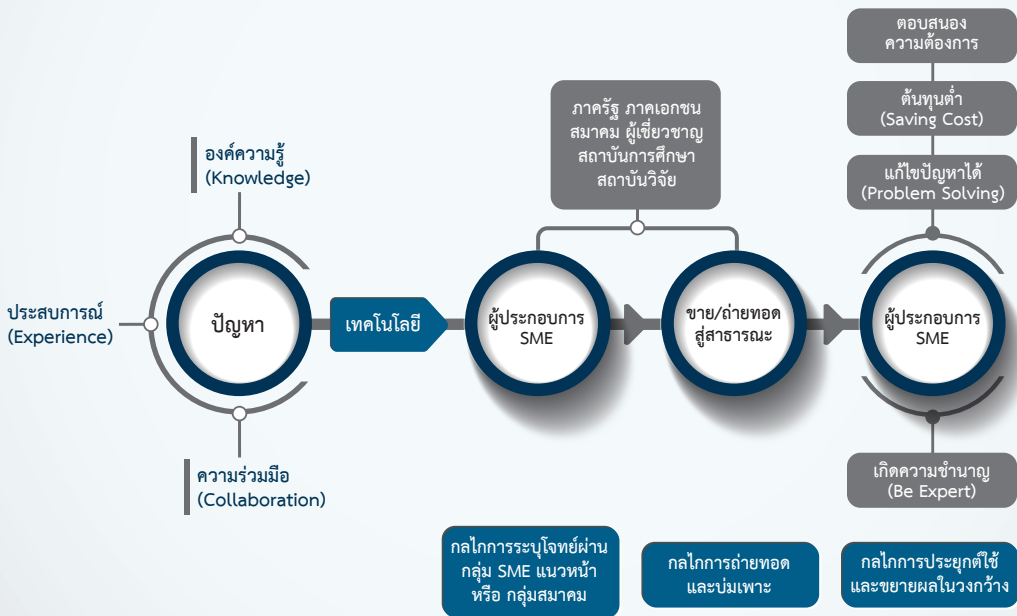 องค์ความรู้
(Knowledge)
ประสบการณ์
(Experience)
ความร่วมมือ
(Collaboration)
ปัญหา
เทคโนโลยี
ผู้ประกอบการ
SME
ภาครัฐ ภาคเอกชน
สมาคม ผู้เชี่ยวชาญ
สถาบันการศึกษา
สถาบันวิจัย
ขาย/ถ่ายทอด
สู่สาธารณะ
ตอบสนอง
ความต้องการ
ต้นทุนต่ำ
(Saving Cost)
แก้ไขปัญหาได้
(Problem Solving)
ผู้ประกอบการ
SME
เกิดความชำนาญ
(Be Expert)
กลไกการระบุโจทย์ผ่าน
กลุ่ม SME แนวหน้า
หรือ กลุ่มสมาคม
กลไกการถ่ายทอด
และบ่มเพาะ
กลไกการประยุกต์ใช้
และขยายผลในวงกว้าง